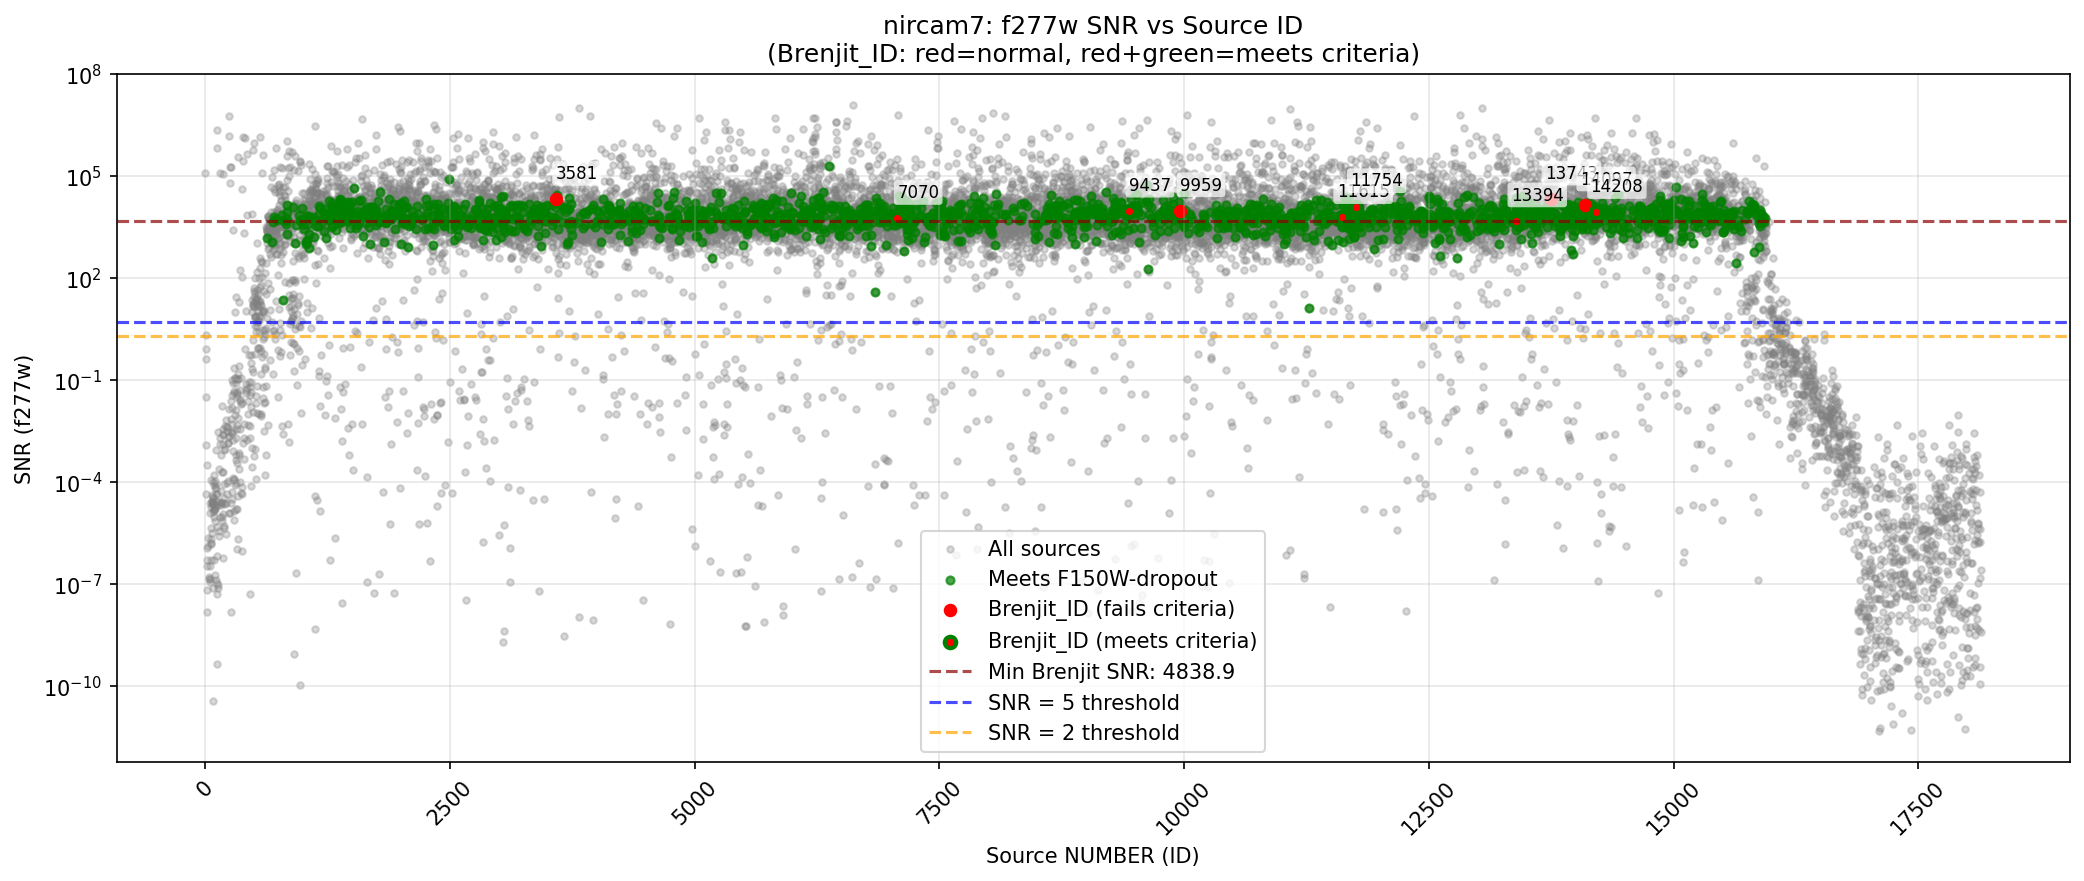 nircam7: f277w SNR vs Source ID
(Brenjit_ID: red=normal, red+green=meets criteria)
SNR (f277w)
10^8
10^5
10^2
10^−1
10^−4
10^−7
10^−10
3581
7070
9437
9959
11754
11615
13394
14208
All sources
Meets F150W-dropout
Brenjit_ID (fails criteria)
Brenjit_ID (meets criteria)
Min Brenjit SNR: 4838.9
SNR = 5 threshold
SNR = 2 threshold
0
2500
5000
7500
10000
12500
15000
17500
Source NUMBER (ID)